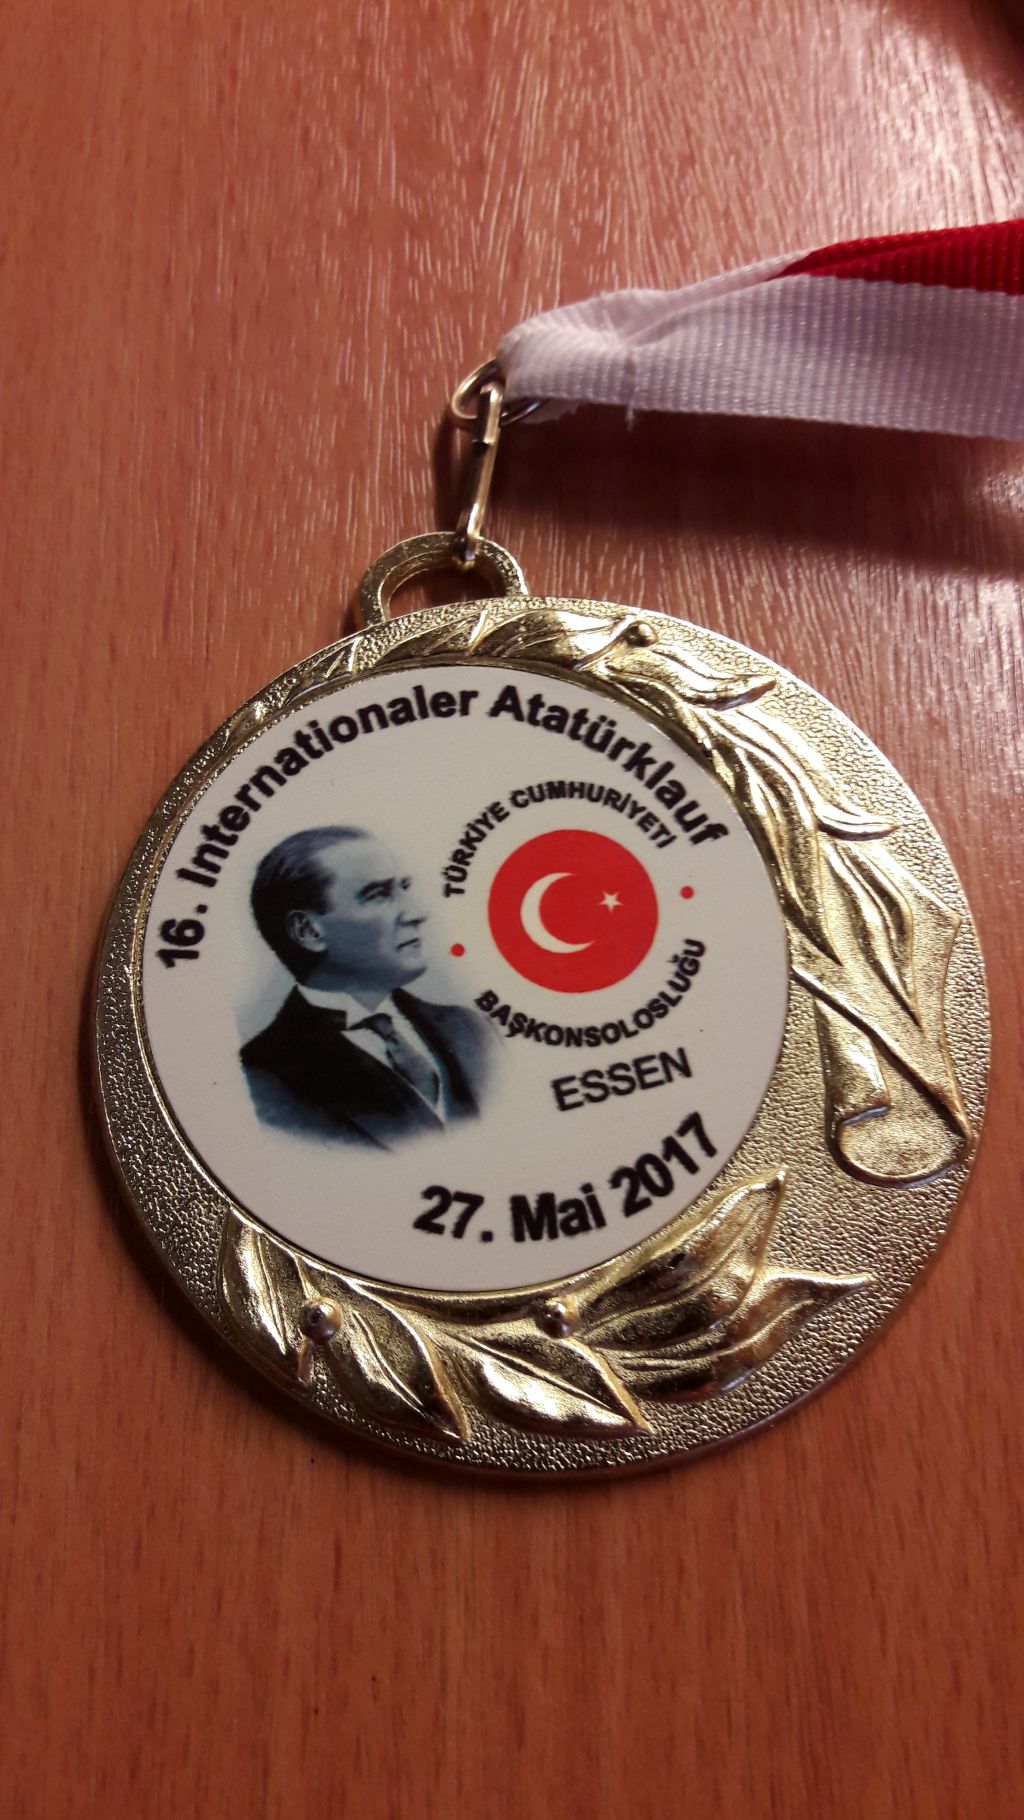 16. Internationaler Atatürklauf
TÜRKİYE CUMHURİYETİ
BAŞKONSOLOSLUĞU
ESSEN
27. Mai 2017